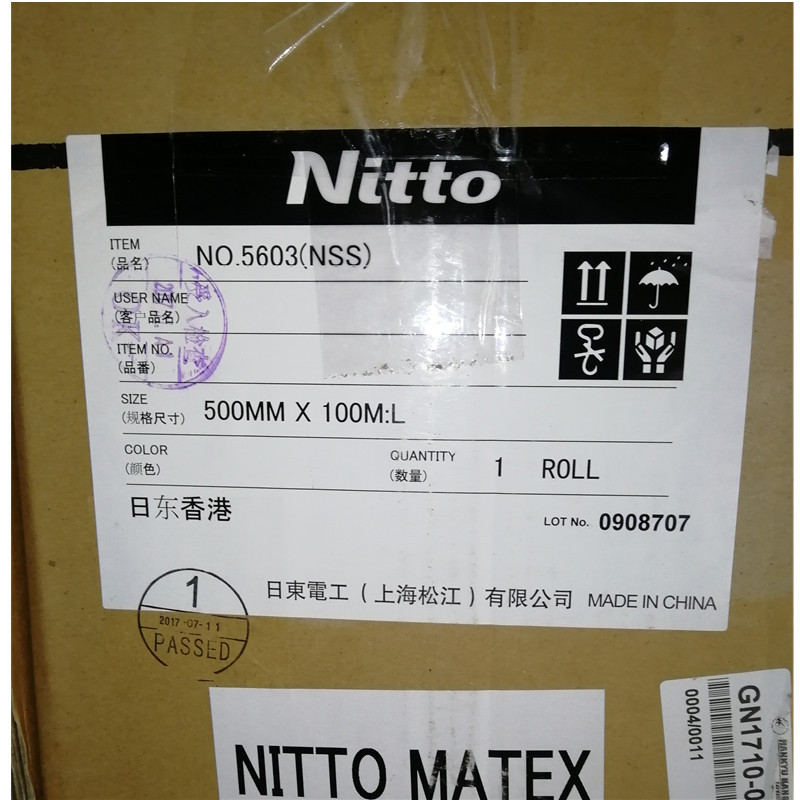 Nitto
ITEM
(品名)
NO.5603(NSS)
USER NAME
(客户品名)
ITEM NO.
(品番)
SIZE
(规格尺寸)
500MM X 100M:L
COLOR
(颜色)
QUANTITY
(数量)
1 ROLL
日东香港
LOT No. 0908707
日東電工(上海松江)有限公司 MADE IN CHINA
1
2017-07-11
PASSED
NITTO MATEX
GN1710-0
0004/0011